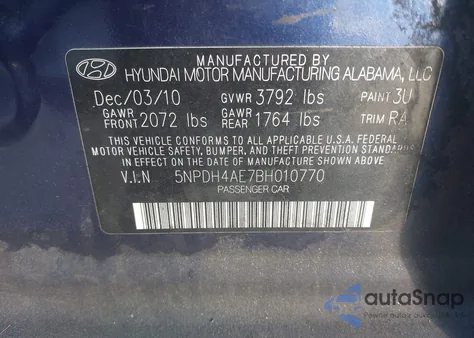 MANUFACTURED BY
HYUNDAI MOTOR MANUFACTURING ALABAMA, LLC
Dec/03/10 GVWR 3792 lbs PAINT 3U
GAWR FRONT 2072 lbs GAWR REAR 1764 lbs TRIM RA
THIS VEHICLE CONFORMS TO ALL APPLICABLE U.S.A. FEDERAL
MOTOR VEHICLE SAFETY, BUMPER, AND THEFT PREVENTION STANDARDS
IN EFFECT ON THE DATE OF MANUFACTURE SHOWN ABOVE.
V.I.N 5NPDH4AE7BH010770
PASSENGER CAR
autoSnap
Pewne auta z